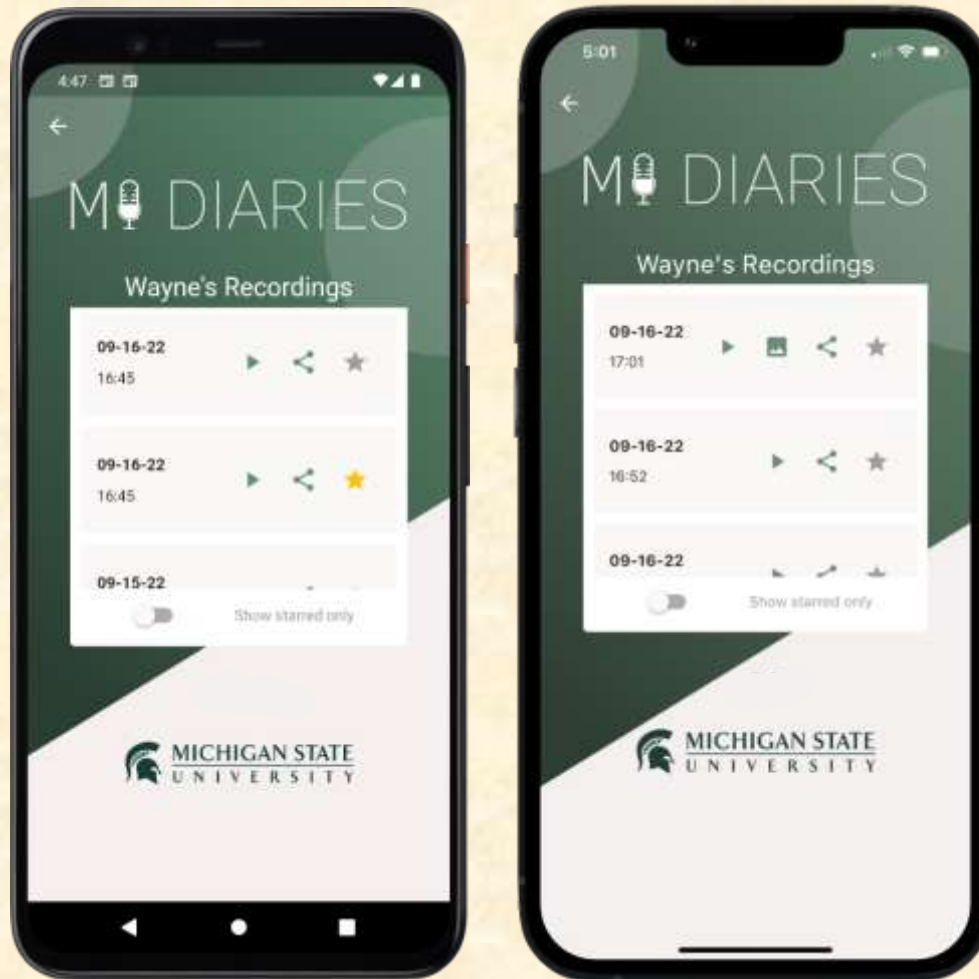 4:47
M DIARIES
Wayne's Recordings
09-16-22
16:45
09-16-22
16:45
09-15-22
Show starred only
MICHIGAN STATE
UNIVERSITY
5:01
M DIARIES
Wayne's Recordings
09-16-22
17:01
09-16-22
16:52
09-16-22
Show starred only
MICHIGAN STATE
UNIVERSITY